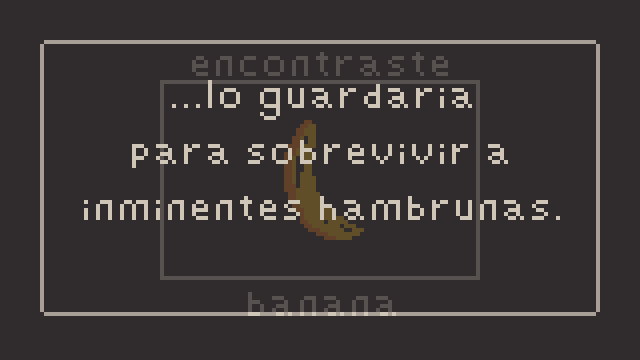 encontraste
...lo guardaria
para sobrevivir a
inminentes hambrunas.
banana